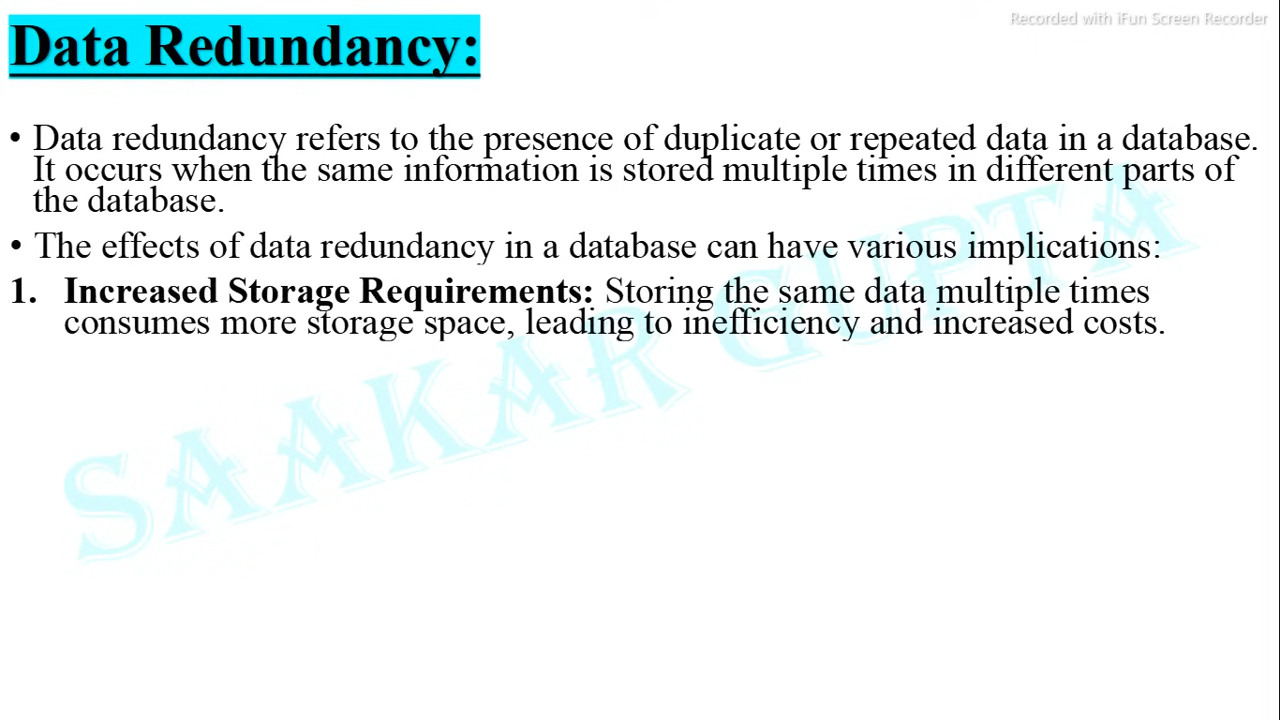 Recorded with iFun Screen Recorder
Data Redundancy:
• Data redundancy refers to the presence of duplicate or repeated data in a database.
It occurs when the same information is stored multiple times in different parts of
the database.
• The effects of data redundancy in a database can have various implications:
1. Increased Storage Requirements: Storing the same data multiple times
consumes more storage space, leading to inefficiency and increased costs.
SAAKAR GUPTA